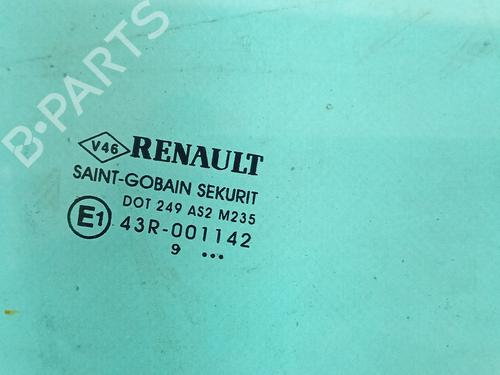 B-PARTS
V46 RENAULT
SAINT-GOBAIN SEKURIT
DOT 249 AS2 M235
E1 43R-001142
9 ...